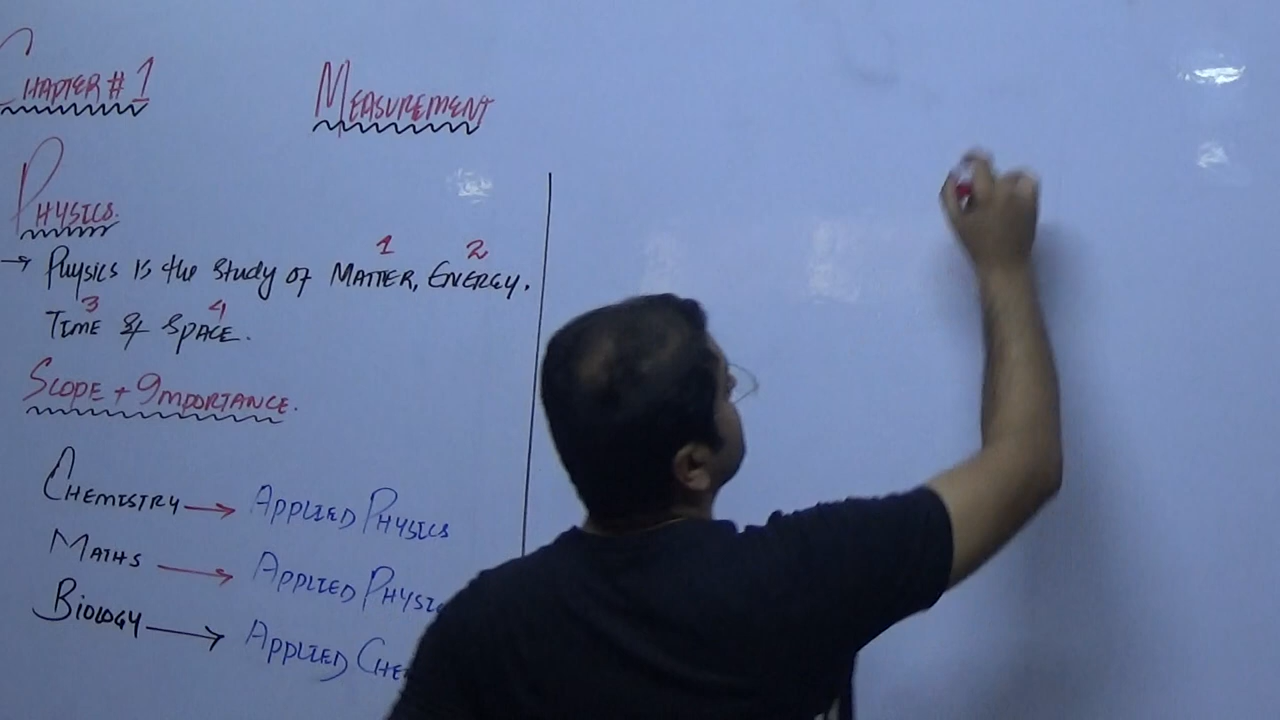 CHAPTER # 1
MEASUREMENT
PHYSICS.
1 2
→ Physics is the study of MATTER, ENERGY.
3 4
TIME & SPACE.
SCOPE + IMPORTANCE.
CHEMISTRY → APPLIED PHYSICS
MATHS → APPLIED PHYSI
BIOLOGY → APPLIED CHE